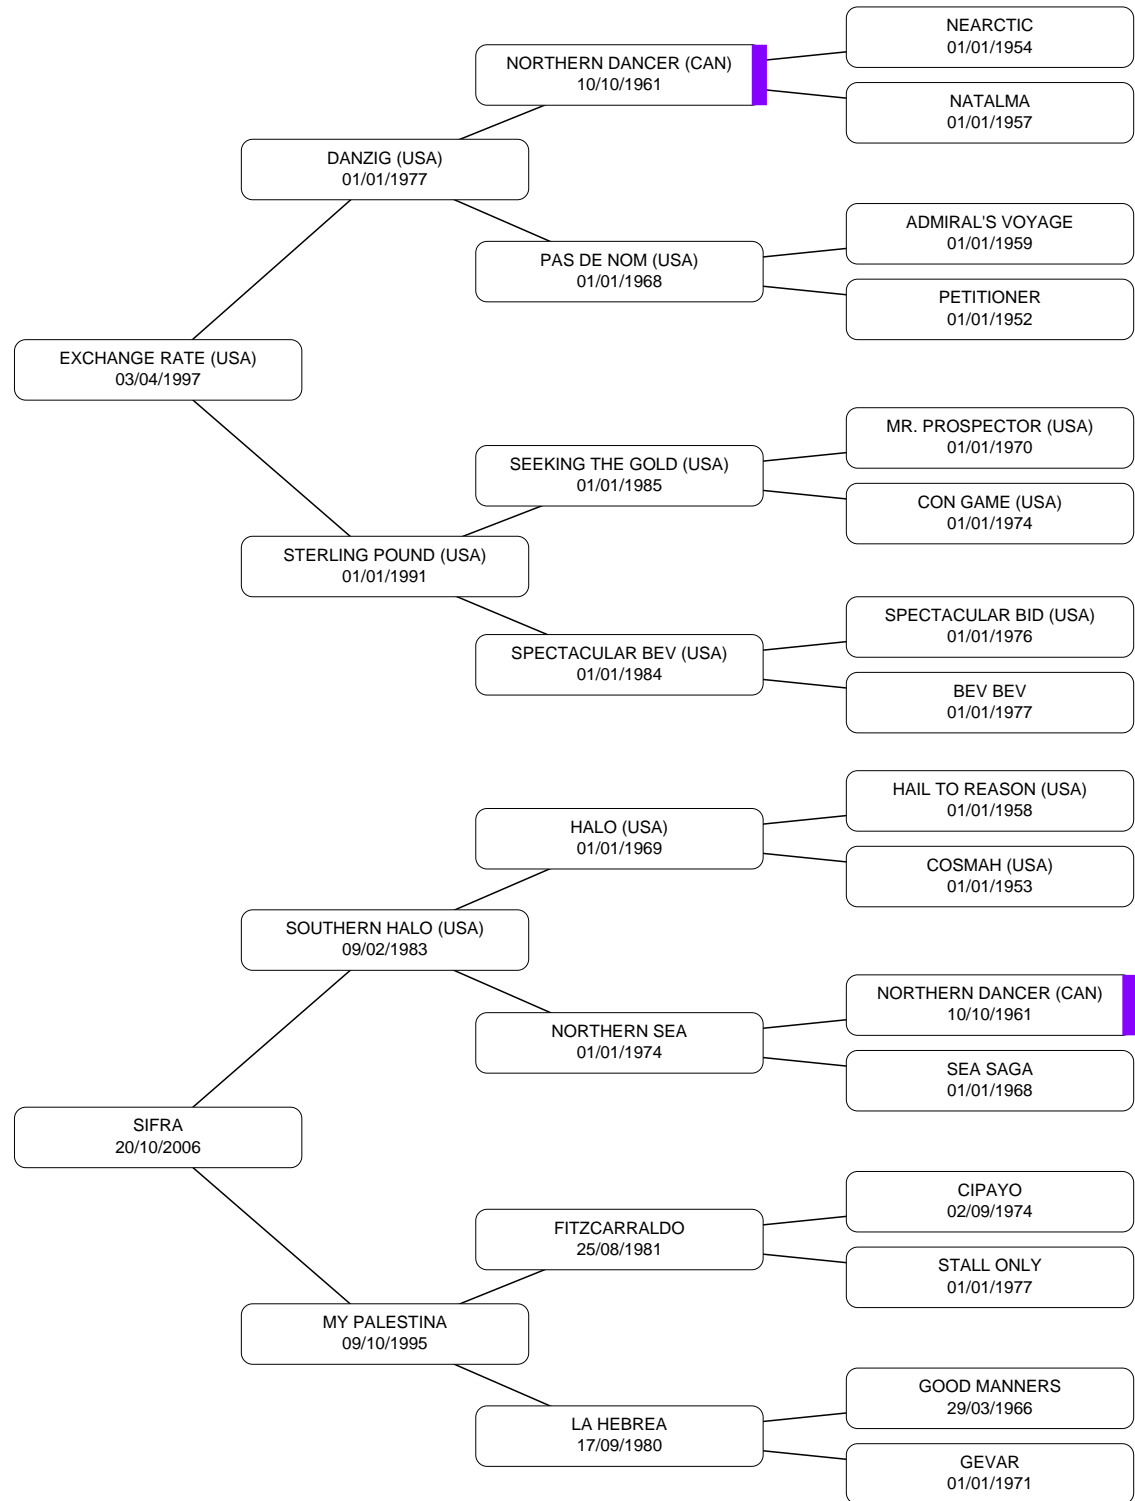 NEARCTIC
01/01/1954
NORTHERN DANCER (CAN)
10/10/1961
NATALMA
01/01/1957
DANZIG (USA)
01/01/1977
ADMIRAL'S VOYAGE
01/01/1959
PAS DE NOM (USA)
01/01/1968
PETITIONER
01/01/1952
EXCHANGE RATE (USA)
03/04/1997
MR. PROSPECTOR (USA)
01/01/1970
SEEKING THE GOLD (USA)
01/01/1985
CON GAME (USA)
01/01/1974
STERLING POUND (USA)
01/01/1991
SPECTACULAR BID (USA)
01/01/1976
SPECTACULAR BEV (USA)
01/01/1984
BEV BEV
01/01/1977
HAIL TO REASON (USA)
01/01/1958
HALO (USA)
01/01/1969
COSMAH (USA)
01/01/1953
SOUTHERN HALO (USA)
09/02/1983
NORTHERN DANCER (CAN)
10/10/1961
NORTHERN SEA
01/01/1974
SEA SAGA
01/01/1968
SIFRA
20/10/2006
CIPAYO
02/09/1974
FITZCARRALDO
25/08/1981
STALL ONLY
01/01/1977
MY PALESTINA
09/10/1995
GOOD MANNERS
29/03/1966
LA HEBREA
17/09/1980
GEVAR
01/01/1971